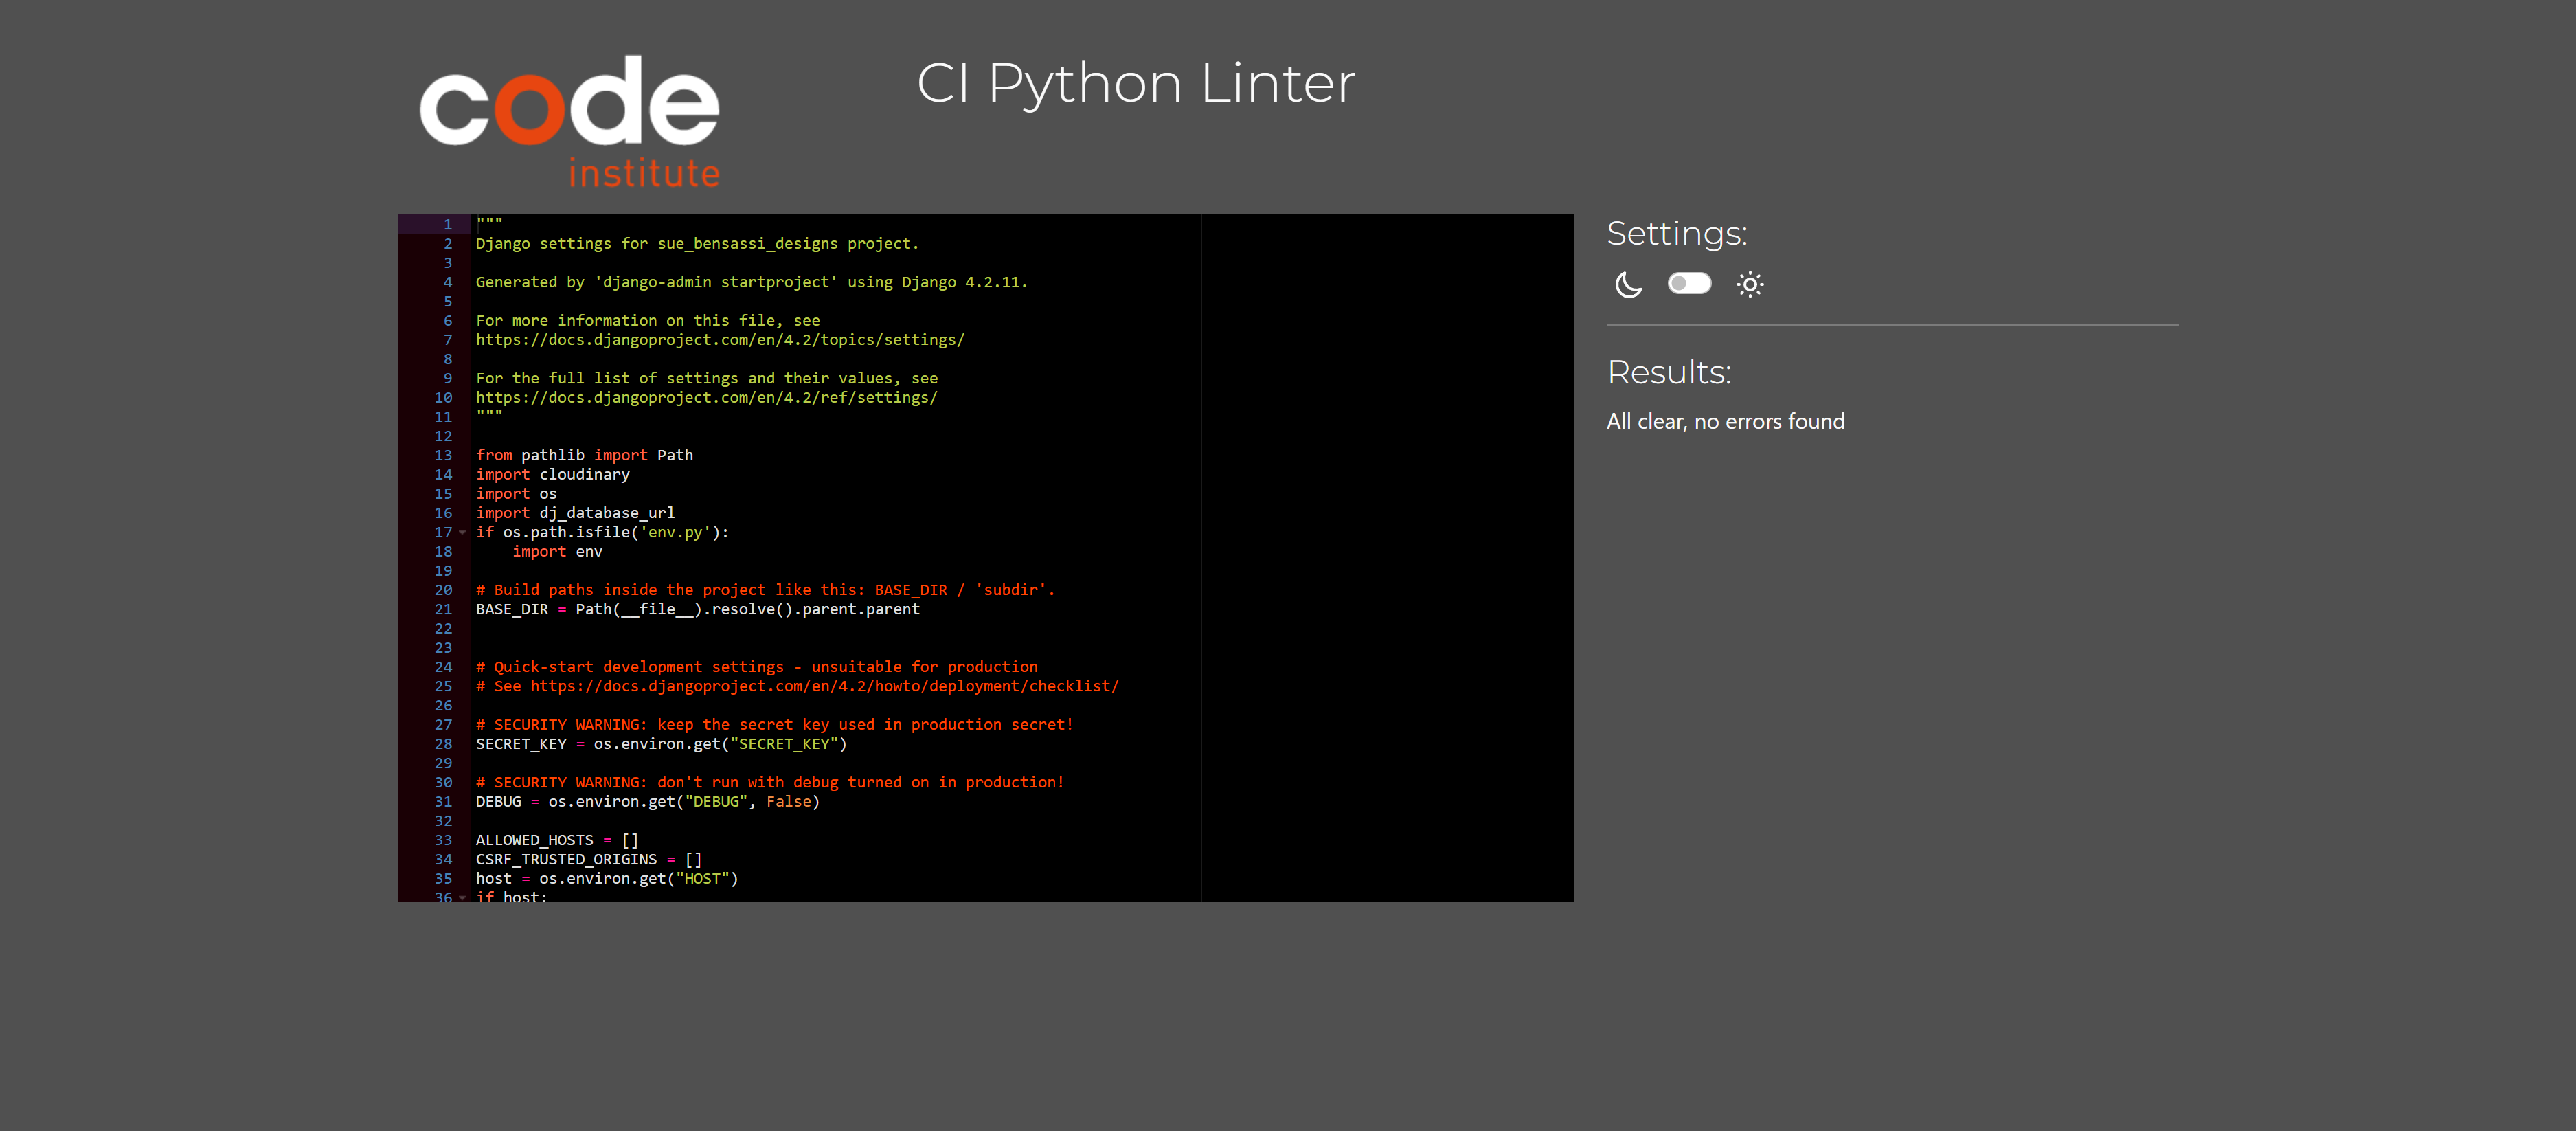 code
institute
CI Python Linter
1 """
2 Django settings for sue_bensassi_designs project.
3
4 Generated by 'django-admin startproject' using Django 4.2.11.
5
6 For more information on this file, see
7 https://docs.djangoproject.com/en/4.2/topics/settings/
8
9 For the full list of settings and their values, see
10 https://docs.djangoproject.com/en/4.2/ref/settings/
11 """
12
13 from pathlib import Path
14 import cloudinary
15 import os
16 import dj_database_url
17 if os.path.isfile('env.py'):
18     import env
19
20 # Build paths inside the project like this: BASE_DIR / 'subdir'.
21 BASE_DIR = Path(__file__).resolve().parent.parent
22
23
24 # Quick-start development settings - unsuitable for production
25 # See https://docs.djangoproject.com/en/4.2/howto/deployment/checklist/
26
27 # SECURITY WARNING: keep the secret key used in production secret!
28 SECRET_KEY = os.environ.get("SECRET_KEY")
29
30 # SECURITY WARNING: don't run with debug turned on in production!
31 DEBUG = os.environ.get("DEBUG", False)
32
33 ALLOWED_HOSTS = []
34 CSRF_TRUSTED_ORIGINS = []
35 host = os.environ.get("HOST")
36 if host:
Settings:
Results:
All clear, no errors found